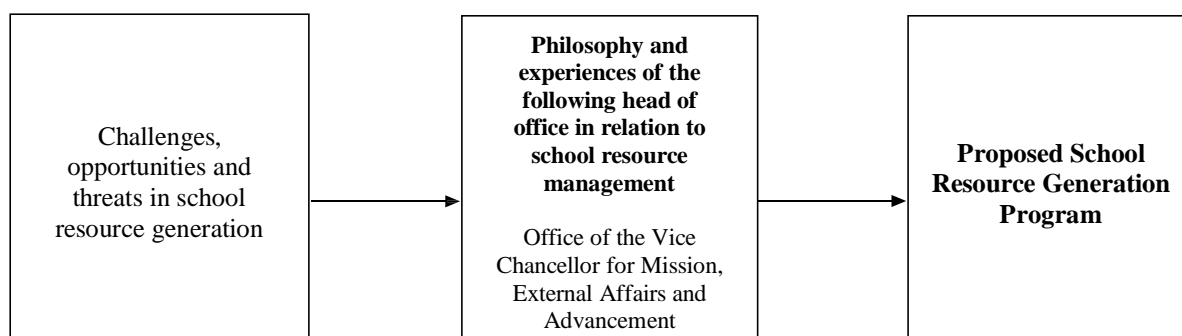 Challenges,
opportunities and
threats in school
resource generation
Philosophy and
experiences of the
following head of
office in relation to
school resource
management
Office of the Vice
Chancellor for Mission,
External Affairs and
Advancement
Proposed School
Resource Generation
Program